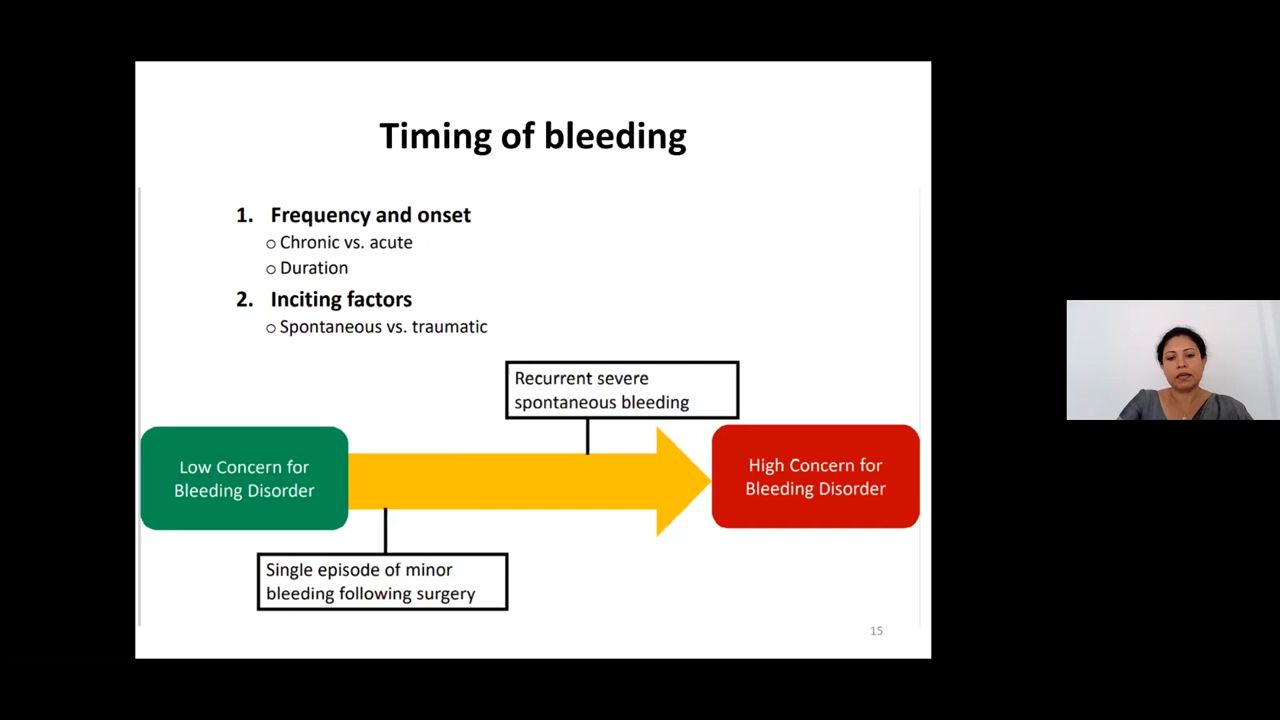 Timing of bleeding
1. Frequency and onset
o Chronic vs. acute
o Duration
2. Inciting factors
o Spontaneous vs. traumatic
Recurrent severe
spontaneous bleeding
Low Concern for
Bleeding Disorder
High Concern for
Bleeding Disorder
Single episode of minor
bleeding following surgery
15